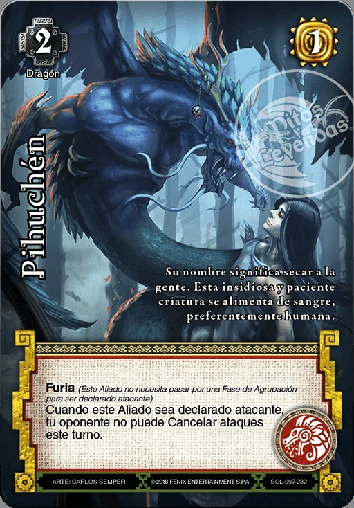 2
1
Dragón
Mitos y Leyendas
Pihuchén
Su nombre significa secar a la
gente. Esta insidiosa y paciente
criatura se alimenta de sangre,
preferentemente humana.
Furia (Este Aliado no necesita pasar por una Fase de Agrupación
para ser declarado atacante)
Cuando este Aliado sea declarado atacante,
tu oponente no puede Cancelar ataques
este turno.
ARTE: CARLOS SEMPER
©2018 FENIX ENTERTAINMENT S.P.A